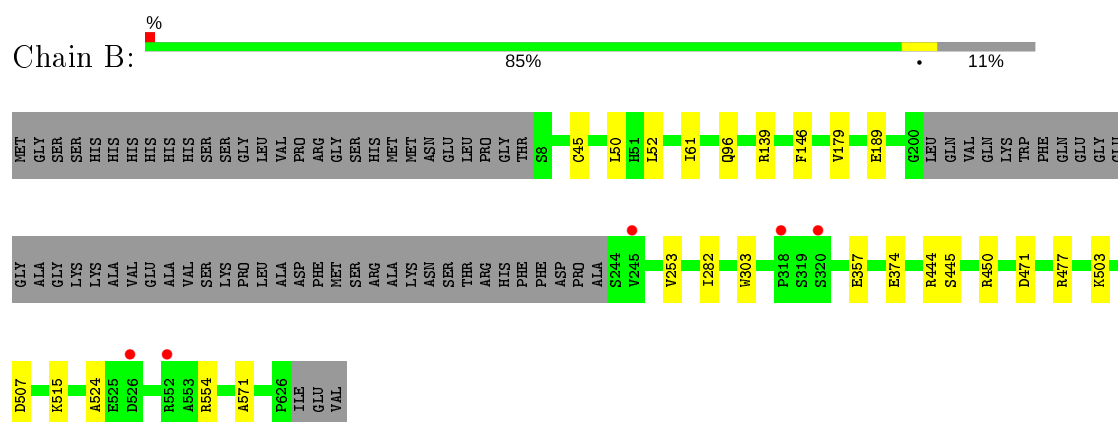 %
Chain B:
85%
•
11%
MET GLY SER SER HIS HIS HIS HIS HIS HIS HIS HIS SER SER GLY LEU VAL PRO ARG GLY SER HIS MET MET ASN GLU LEU PRO GLY THR S8 C45 L50 H51 L52 I61 Q96 R139 F146 V179 E189 G200 LEU GLN VAL GLN LYS TRP PHE GLN GLU GLY GLU
GLY ALA GLY LYS LYS ALA VAL GLU ALA VAL SER LYS PRO LEU ALA ASP PHE MET SER ARG ALA LYS ASN SER LEU THR ARG HIS PHE PHE ASP PRO ALA S244 V245 V253 I282 W303 P318 S319 S320 E357 E374 R444 S445 R450 D471 R477 K503
D507 K515 A524 E525 D526 R552 A553 R554 A571 P626 ILE GLU VAL